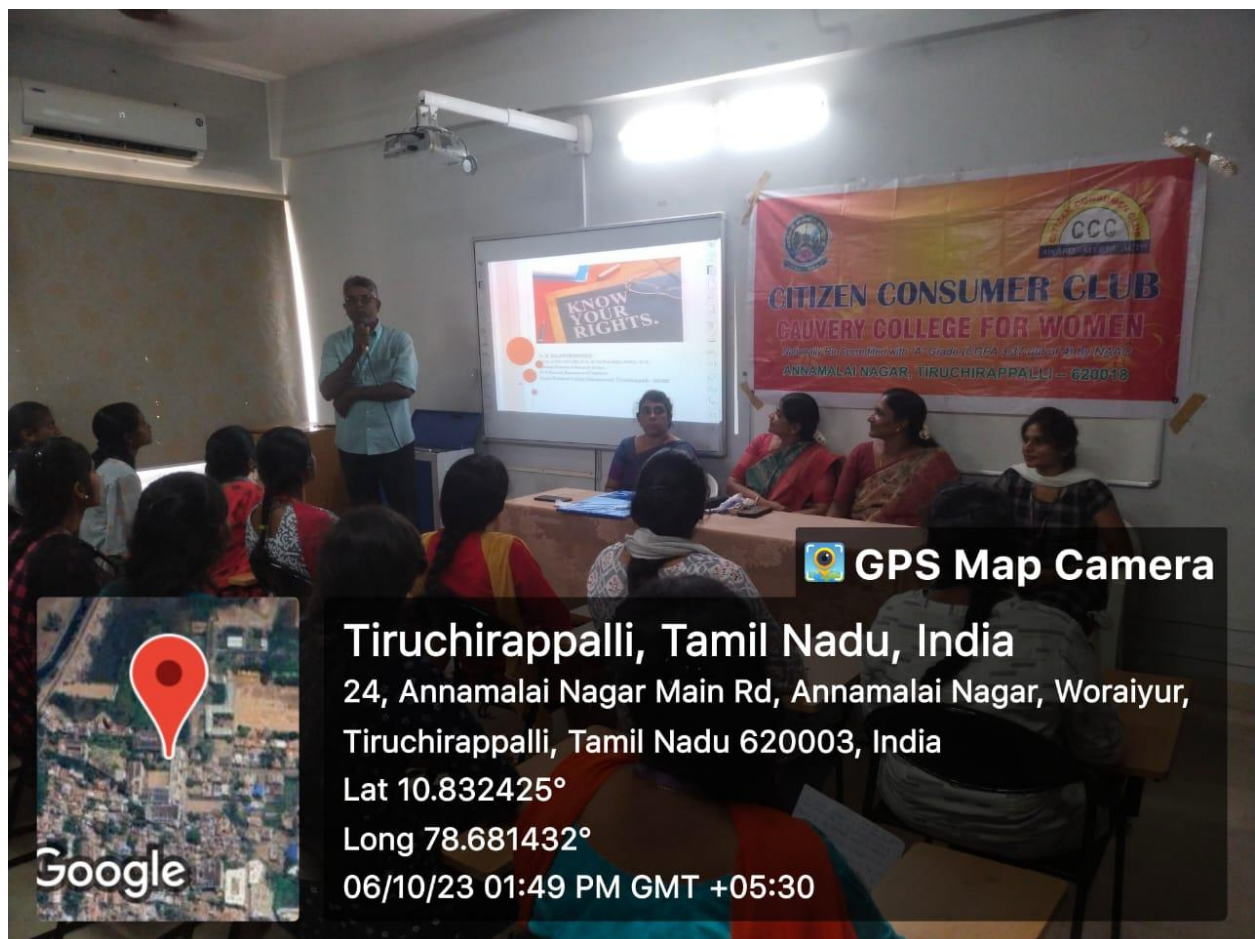 KNOW
YOUR
RIGHTS.
CCC
CITIZEN CONSUMER CLUB
CAUVERY COLLEGE FOR WOMEN
ANNAMALAI NAGAR, TIRUCHIRAPPALLI – 620018
GPS Map Camera
Tiruchirappalli, Tamil Nadu, India
24, Annamalai Nagar Main Rd, Annamalai Nagar, Woraiyur,
Tiruchirappalli, Tamil Nadu 620003, India
Lat 10.832425°
Long 78.681432°
06/10/23 01:49 PM GMT +05:30
Google